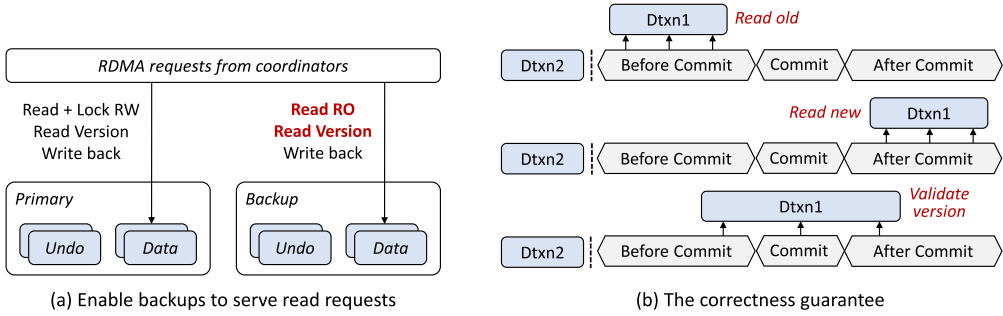 RDMA requests from coordinators
Read + Lock RW
Read Version
Write back
Read RO
Read Version
Write back
Primary
Undo
Data
Backup
Undo
Data
(a) Enable backups to serve read requests
Dtxn1
Read old
Dtxn2
Before Commit
Commit
After Commit
Read new
Dtxn1
Dtxn2
Before Commit
Commit
After Commit
Dtxn1
Validate
version
Dtxn2
Before Commit
Commit
After Commit
(b) The correctness guarantee